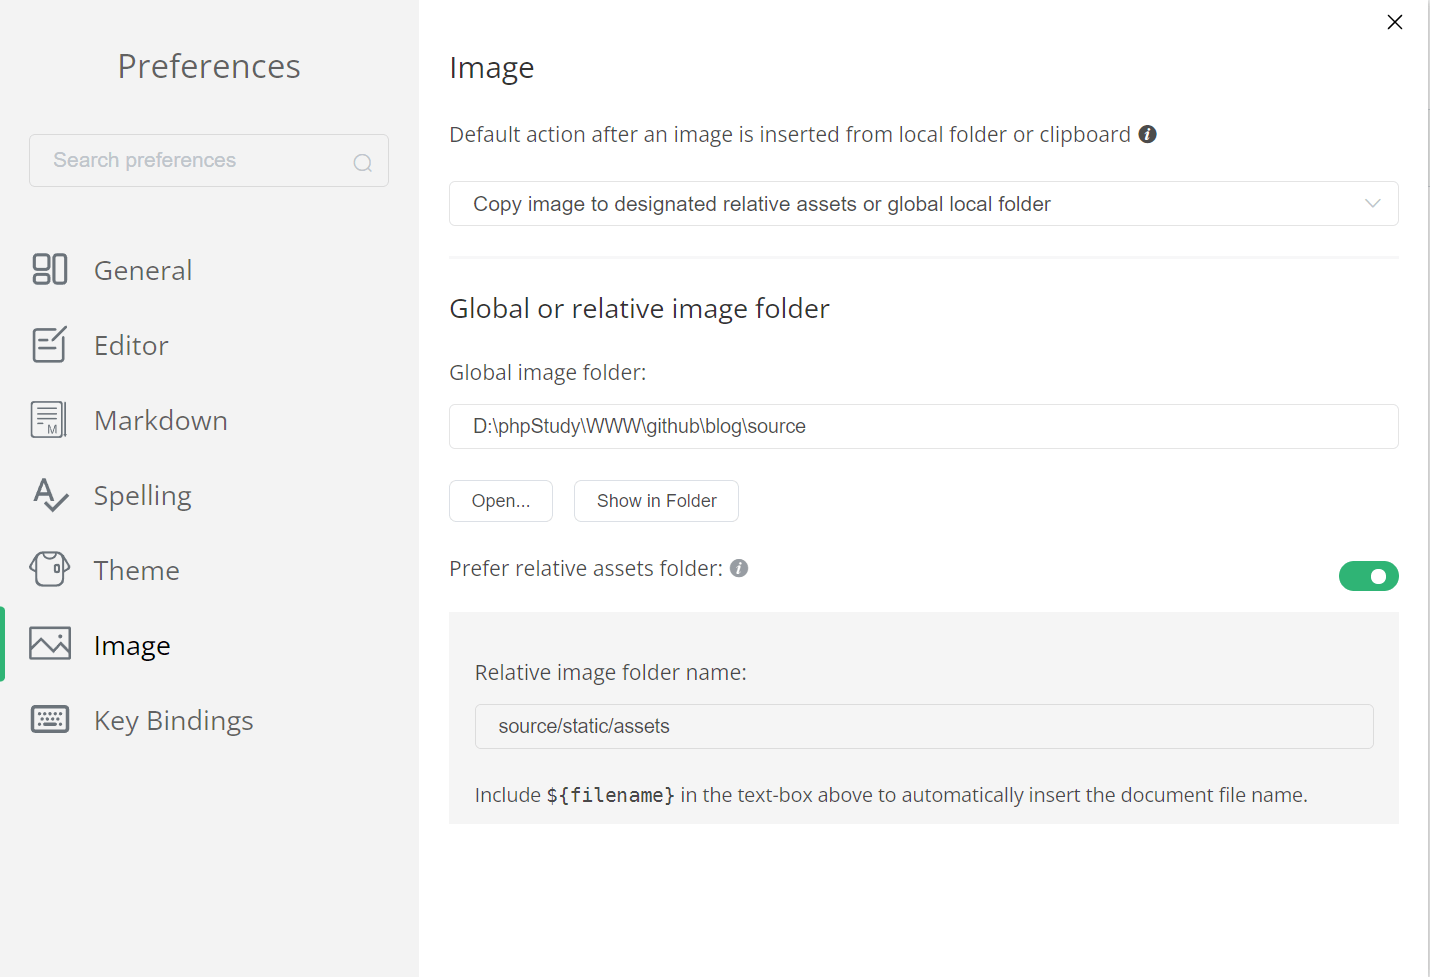 Preferences
Search preferences
General
Editor
Markdown
Spelling
Theme
Image
Key Bindings
Image
Default action after an image is inserted from local folder or clipboard
Copy image to designated relative assets or global local folder
Global or relative image folder
Global image folder:
D:\phpStudy\WWW\github\blog\source
Open...
Show in Folder
Prefer relative assets folder:
Relative image folder name:
source/static/assets
Include ${filename} in the text-box above to automatically insert the document file name.